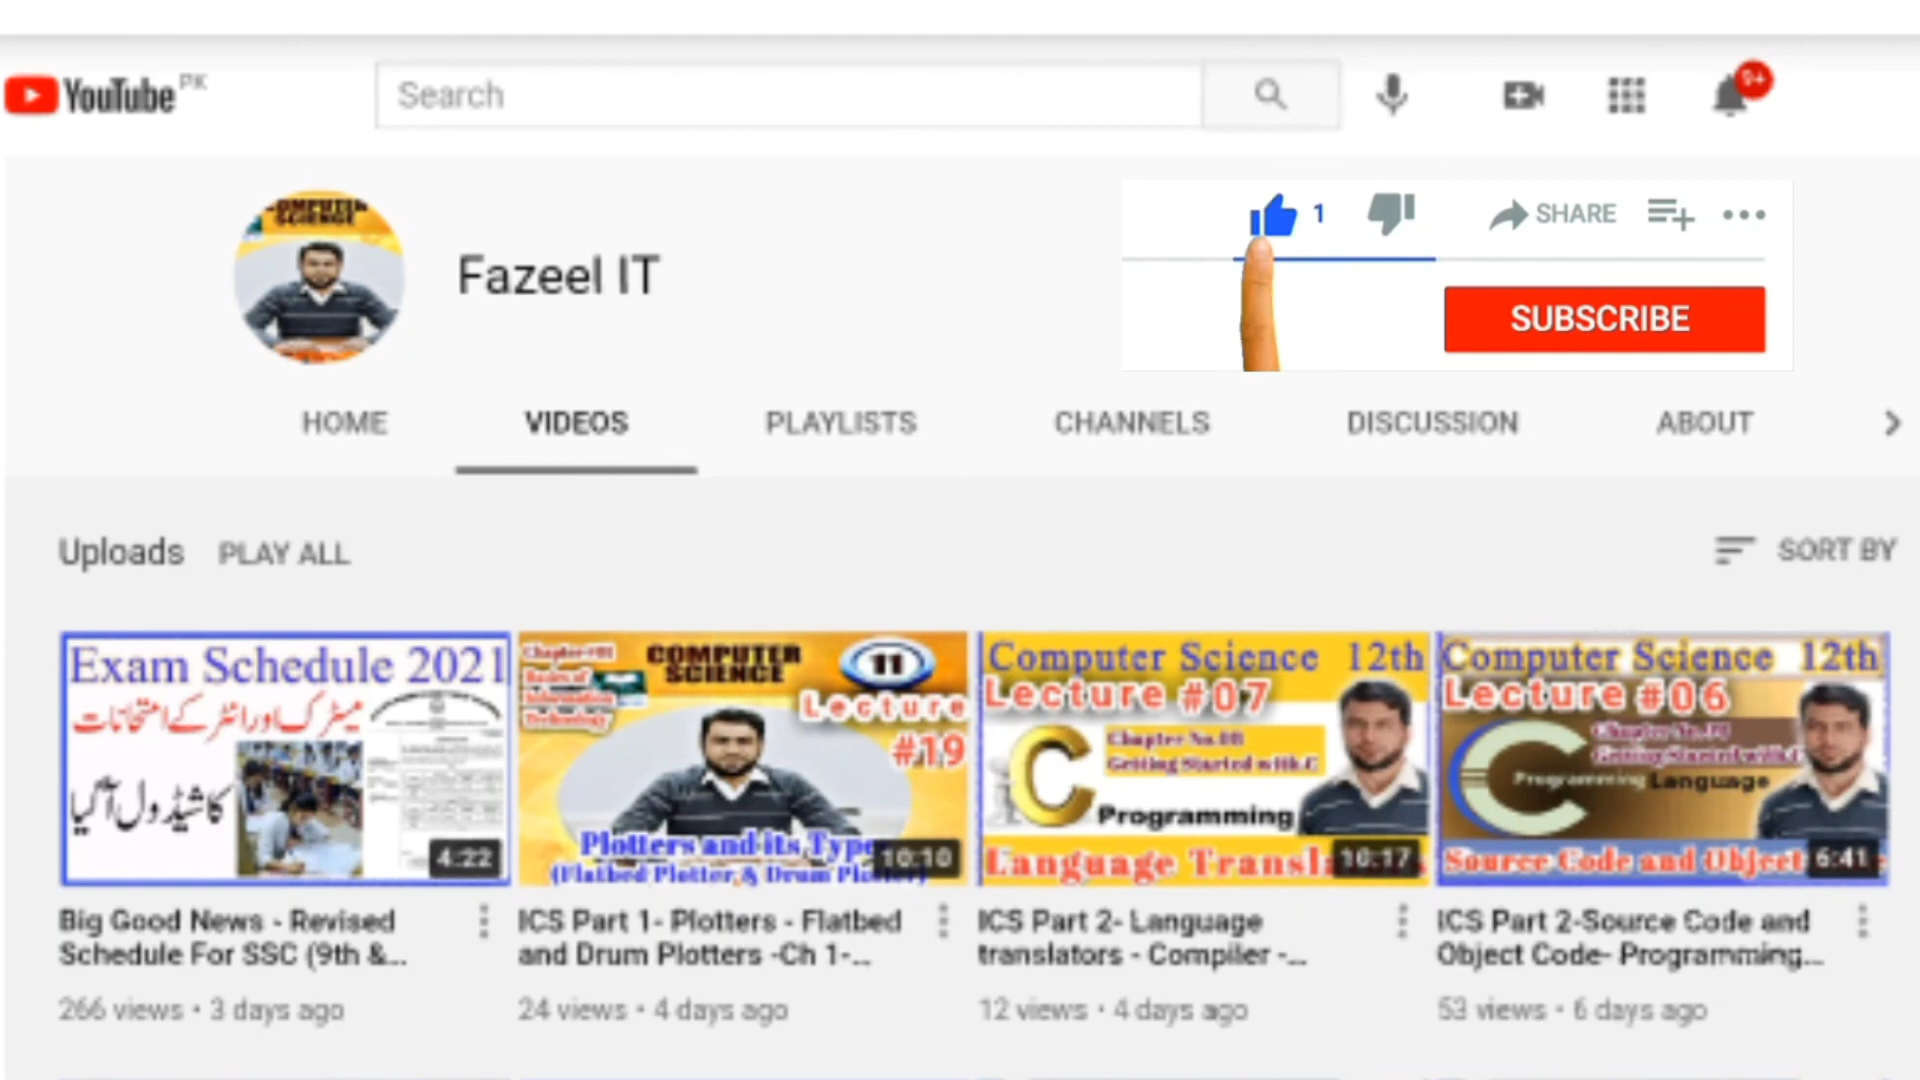 YouTube PK
Search
9+
COMPUTER
SCIENCE
Fazeel IT
1
SHARE
SUBSCRIBE
HOME
VIDEOS
PLAYLISTS
CHANNELS
DISCUSSION
ABOUT
Uploads
PLAY ALL
SORT BY
Exam Schedule 2021
میٹرک اور انٹر کے امتحانات
کا شیڈول آگیا
4:22
Big Good News - Revised
Schedule For SSC (9th &...
266 views • 3 days ago
Chapter #01
Basics of
Information
Technology
COMPUTER
SCIENCE
11
Lecture
#19
Plotters and its Type
(Flatbed Plotter & Drum Plotter)
10:10
ICS Part 1- Plotters - Flatbed
and Drum Plotters -Ch 1-...
24 views • 4 days ago
Computer Science 12th
Lecture #07
C
Chapter No.08
Getting Started with C
Programming
Language Transl
10:17
ICS Part 2- Language
translators - Compiler -...
12 views • 4 days ago
Computer Science 12th
Lecture #06
C
Getting Started with C
Programming Language
Source Code and Object
6:41
ICS Part 2-Source Code and
Object Code- Programming...
53 views • 6 days ago